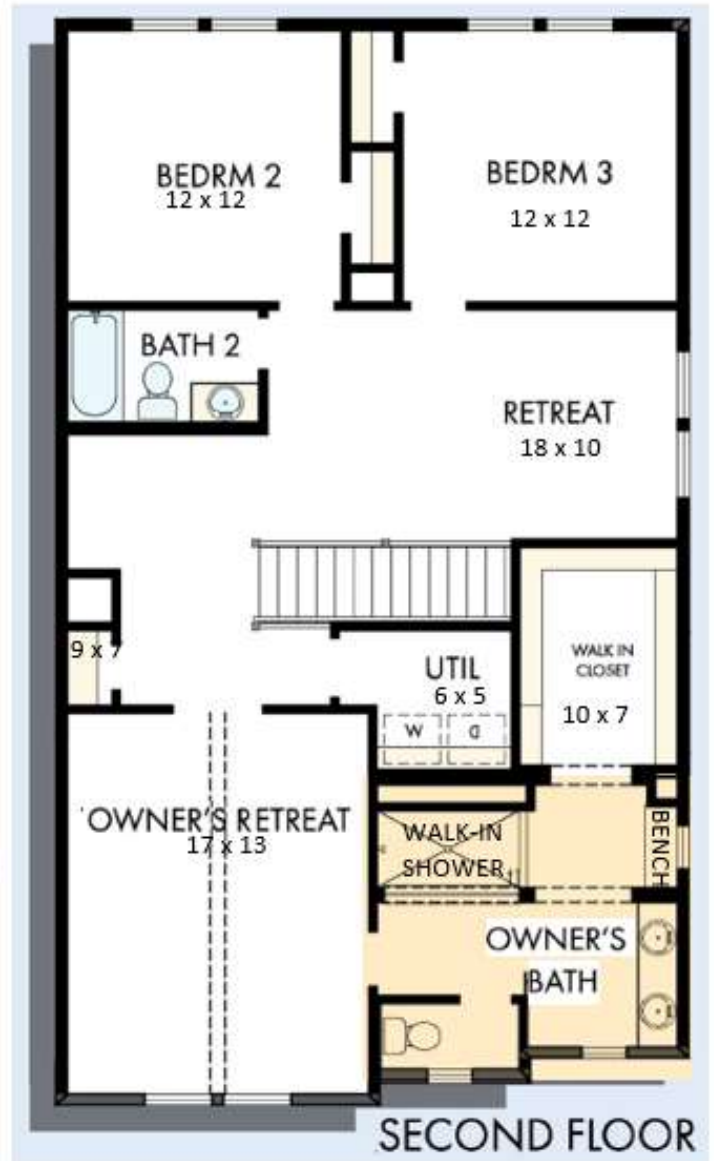 BEDRM 2
12 x 12
BEDRM 3
12 x 12
BATH 2
RETREAT
18 x 10
9 x 7
UTIL
6 x 5
W
d
WALK IN
CLOSET
10 x 7
OWNER'S RETREAT
17 x 13
WALK-IN
SHOWER
BENCH
OWNER'S
BATH
SECOND FLOOR